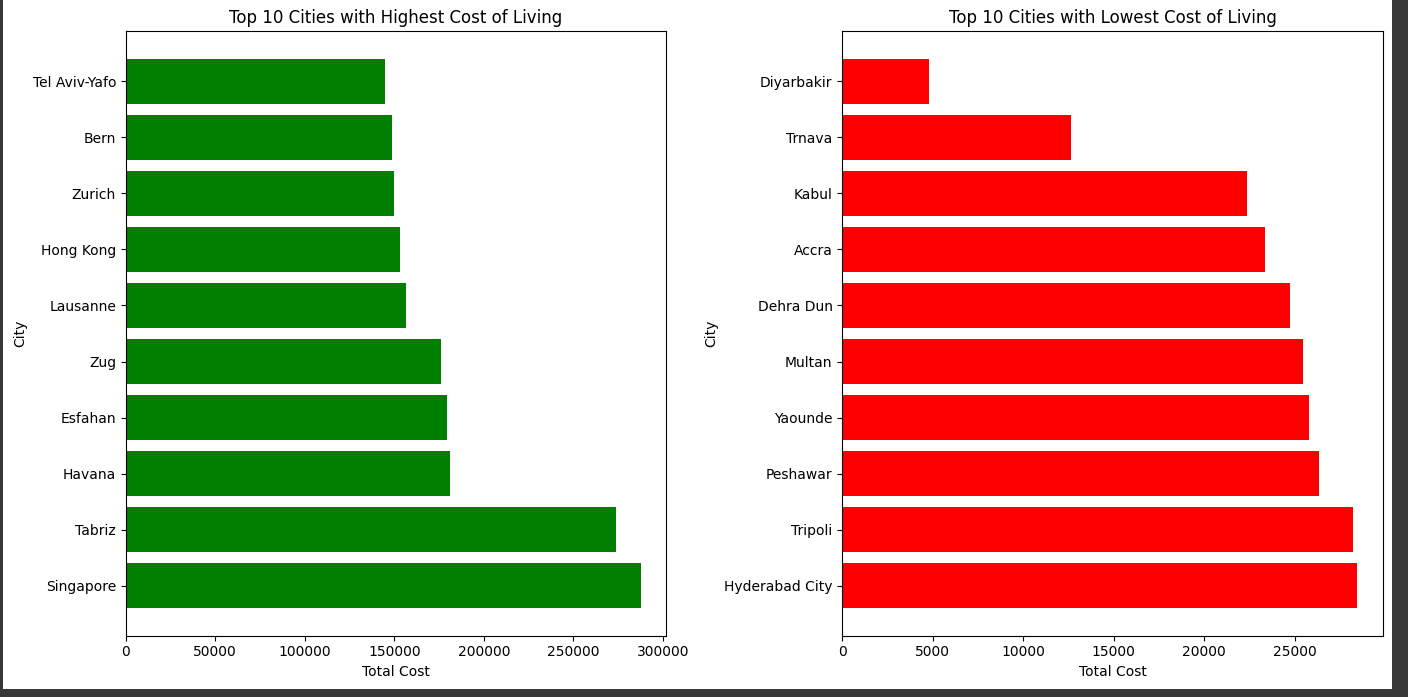 Top 10 Cities with Highest Cost of Living
Tel Aviv-Yafo
Bern
Zurich
Hong Kong
Lausanne
Zug
Esfahan
Havana
Tabriz
Singapore
City
0 50000 100000 150000 200000 250000 300000
Total Cost
Top 10 Cities with Lowest Cost of Living
Diyarbakir
Trnava
Kabul
Accra
Dehra Dun
Multan
Yaounde
Peshawar
Tripoli
Hyderabad City
City
0 5000 10000 15000 20000 25000
Total Cost